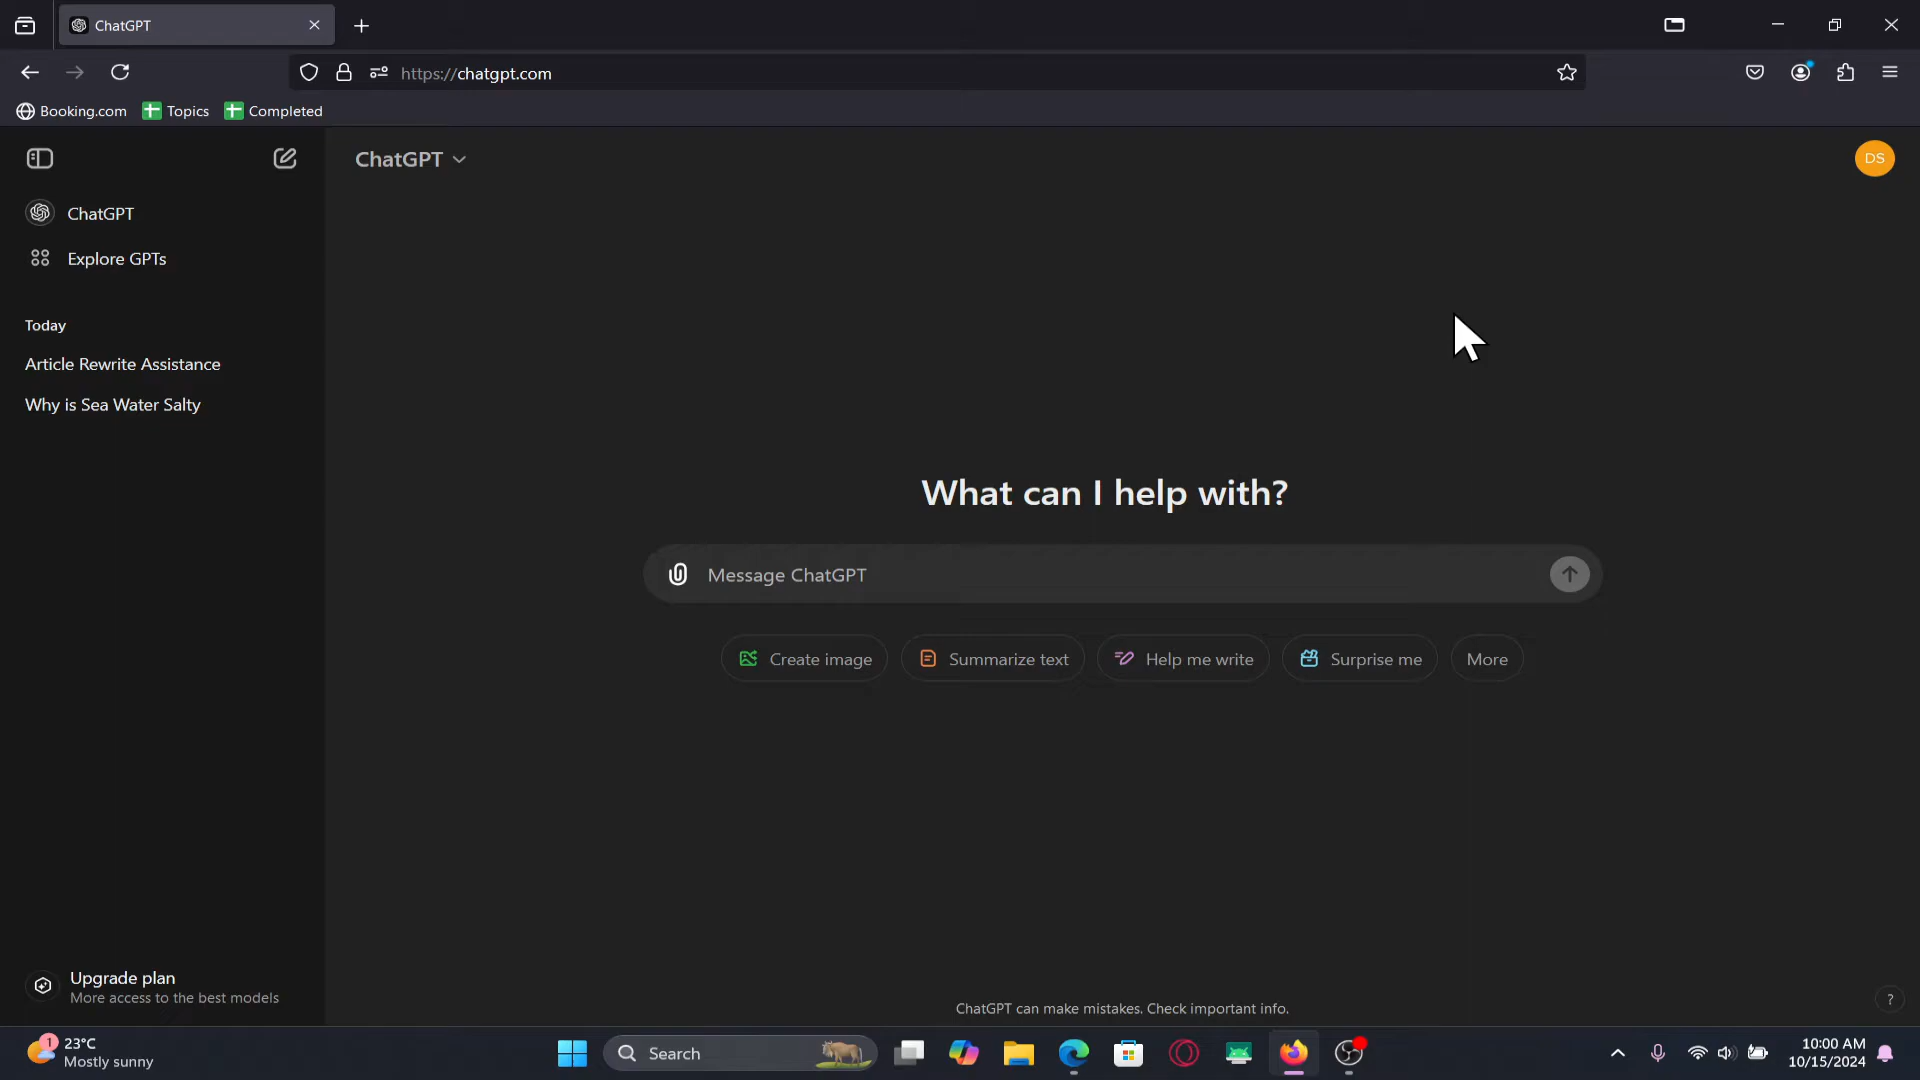 ChatGPT
https://chatgpt.com
Booking.com Topics Completed
ChatGPT
DS
ChatGPT
Explore GPTs
Today
Article Rewrite Assistance
Why is Sea Water Salty
What can I help with?
Message ChatGPT
Create image Summarize text Help me write Surprise me More
Upgrade plan
More access to the best models
ChatGPT can make mistakes. Check important info.
?
1
23°C
Mostly sunny
Search
10:00 AM
10/15/2024